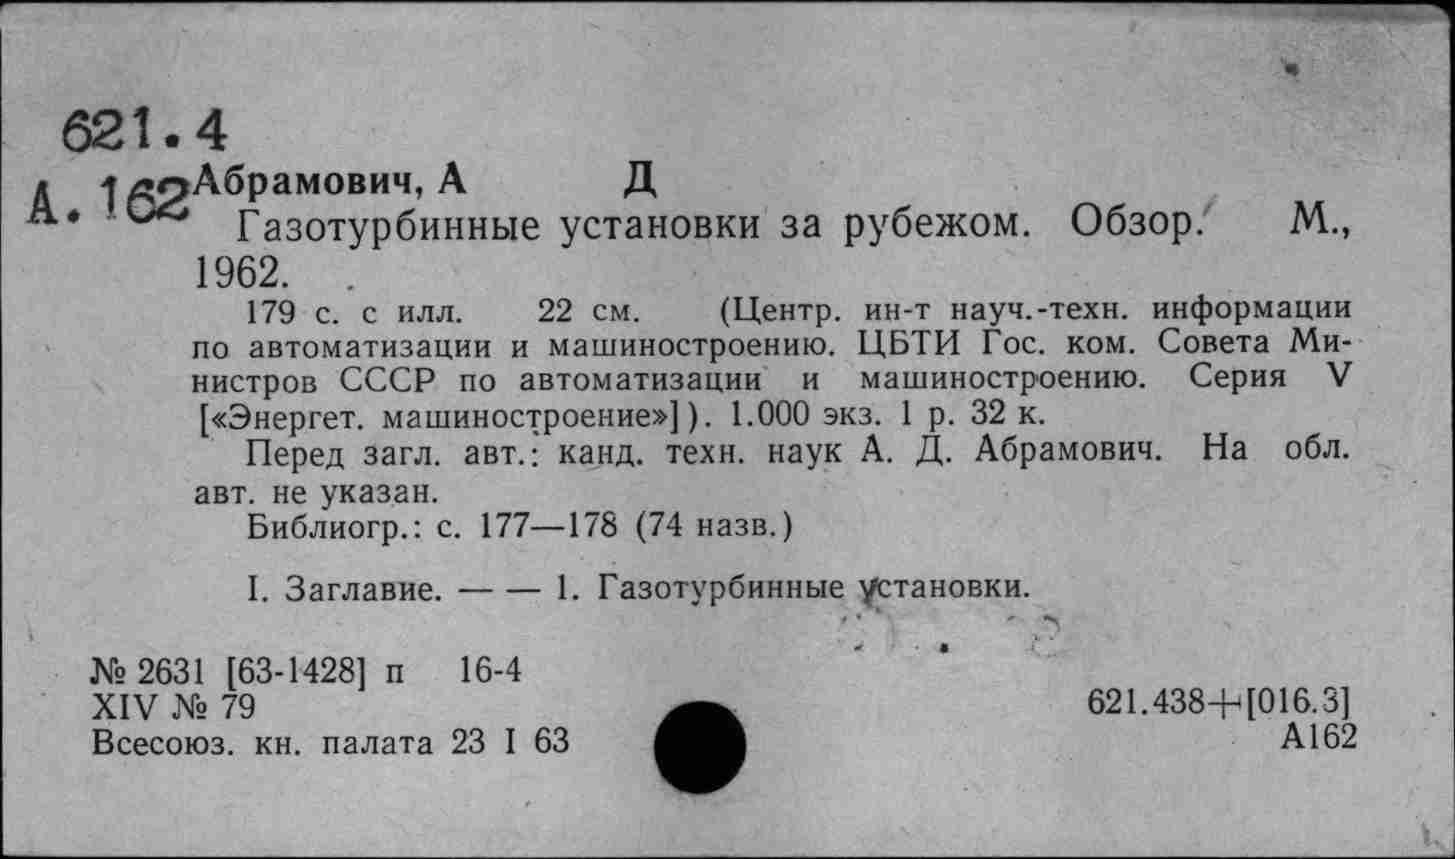 621.4
А.162
Абрамович, А Д
Газотурбинные установки за рубежом. Обзор. М.,
1962.
179 с. с илл. 22 см. (Центр. ин-т науч.-техн. информации
по автоматизации и машиностроению. ЦБТИ Гос. ком. Совета Ми-
нистров СССР по автоматизации и машиностроению. Серия V
[«Энергет. машиностроение»]). 1.000 экз. 1 р. 32 к.
Перед загл. авт.: канд. техн. наук А. Д. Абрамович. На обл.
авт. не указан.
Библиогр.: с. 177—178 (74 назв.)
I. Заглавие. — — 1. Газотурбинные установки.
№ 2631 [63-1428] п 16-4
XIV № 79
Всесоюз. кн. палата 23 I 63
621.438+[016.3]
А162